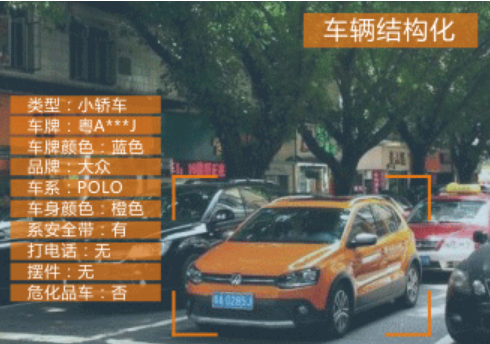 车辆结构化
类型：小轿车
车牌：粤A***J
车牌颜色：蓝色
品牌：大众
车系：POLO
车身颜色：橙色
系安全带：有
打电话：无
摆件：无
危化品车：否
0285J